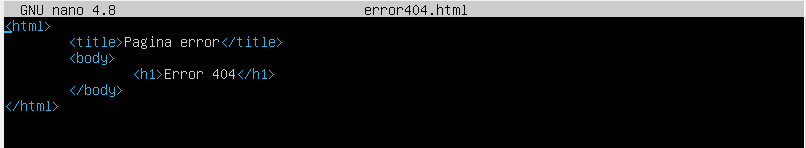 GNU nano 4.8 error404.html
<html>
<title>Pagina error</title>
<body>
<h1>Error 404</h1>
</body>
</html>